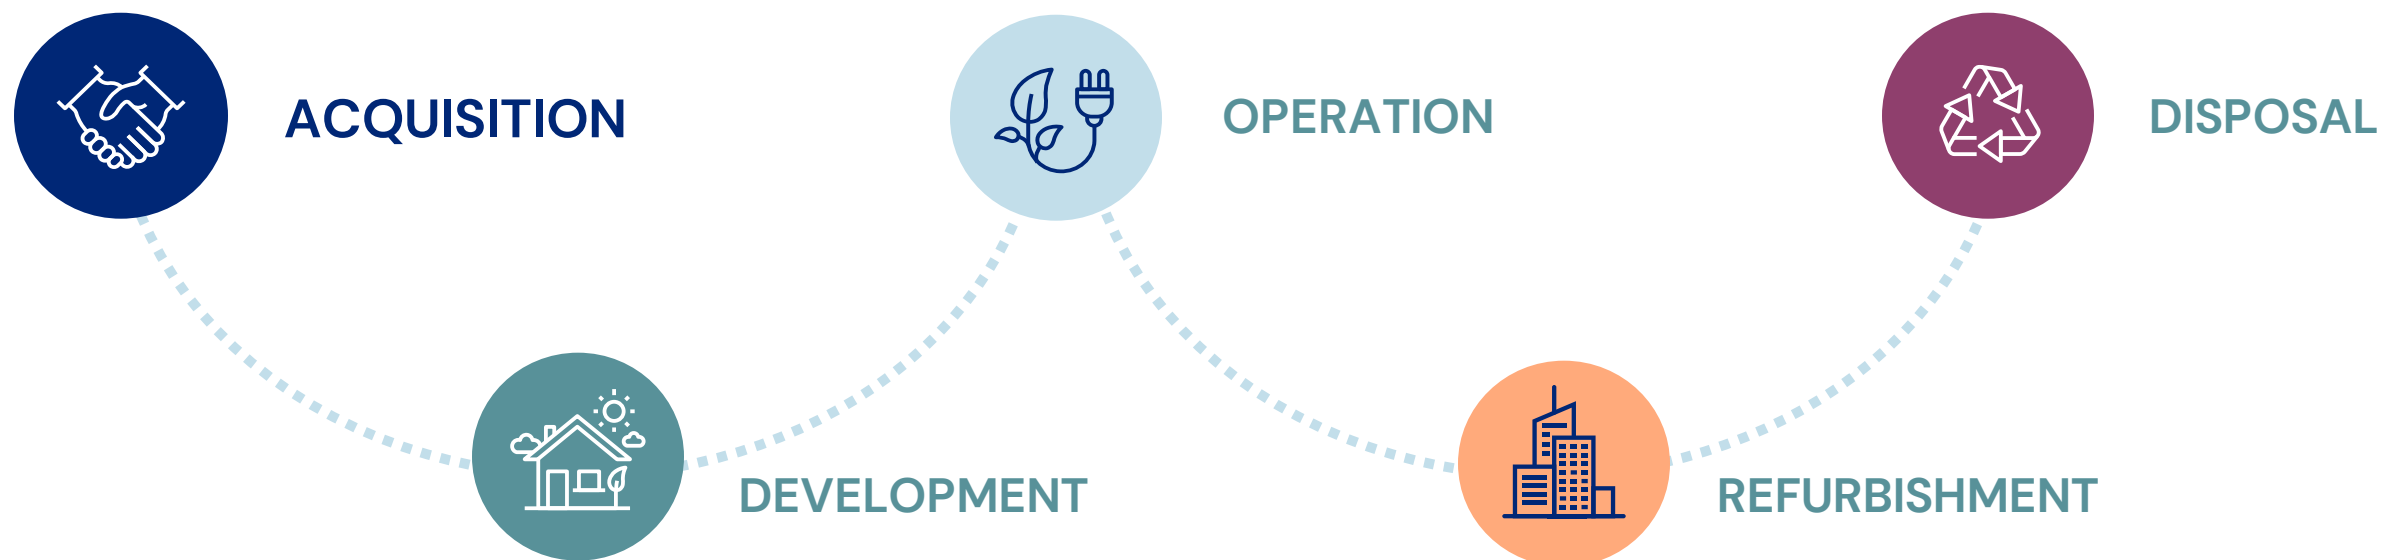 ACQUISITION
DEVELOPMENT
OPERATION
REFURBISHMENT
DISPOSAL